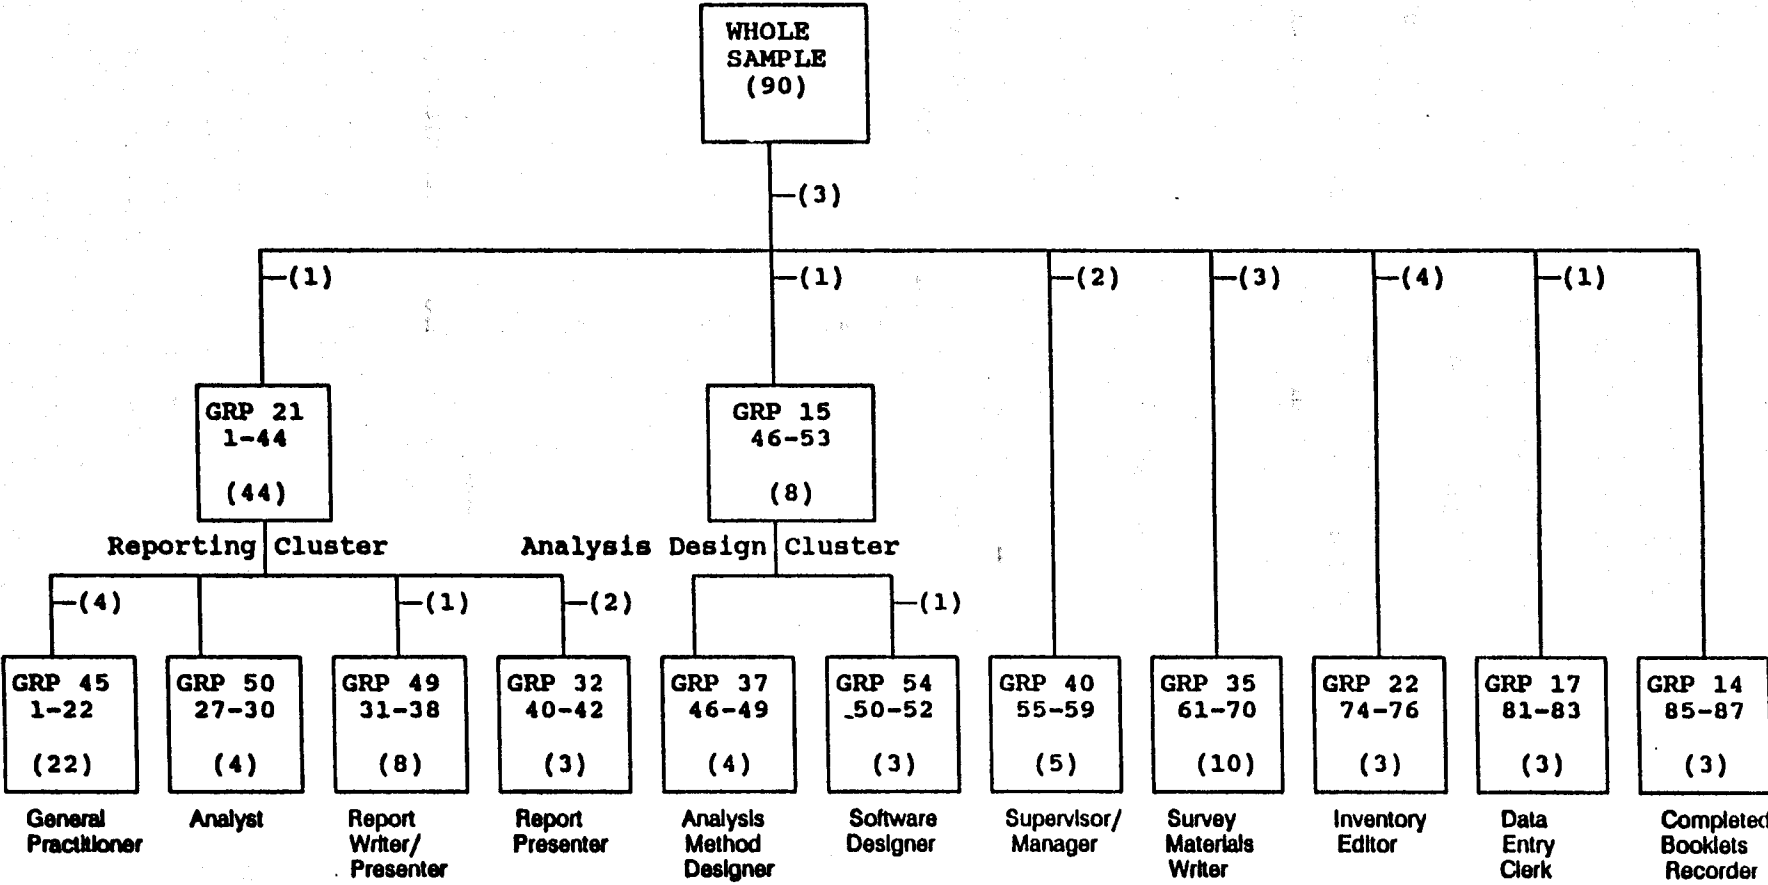 WHOLE
SAMPLE
(90)
(3)
(1)
(1)
(2)
(3)
(4)
(1)
GRP 21
1-44
(44)
GRP 15
46-53
(8)
Reporting Cluster
Analysis Design Cluster
(4)
(1)
(2)
(1)
GRP 45
1-22
(22)
General
Practitioner
GRP 50
27-30
(4)
Analyst
GRP 49
31-38
(8)
Report
Writer/
Presenter
GRP 32
40-42
(3)
Report
Presenter
GRP 37
46-49
(4)
Analysis
Method
Designer
GRP 54
50-52
(3)
Software
Designer
GRP 40
55-59
(5)
Supervisor/
Manager
GRP 35
61-70
(10)
Survey
Materials
Writer
GRP 22
74-76
(3)
Inventory
Editor
GRP 17
81-83
(3)
Data
Entry
Clerk
GRP 14
85-87
(3)
Completed
Booklets
Recorder